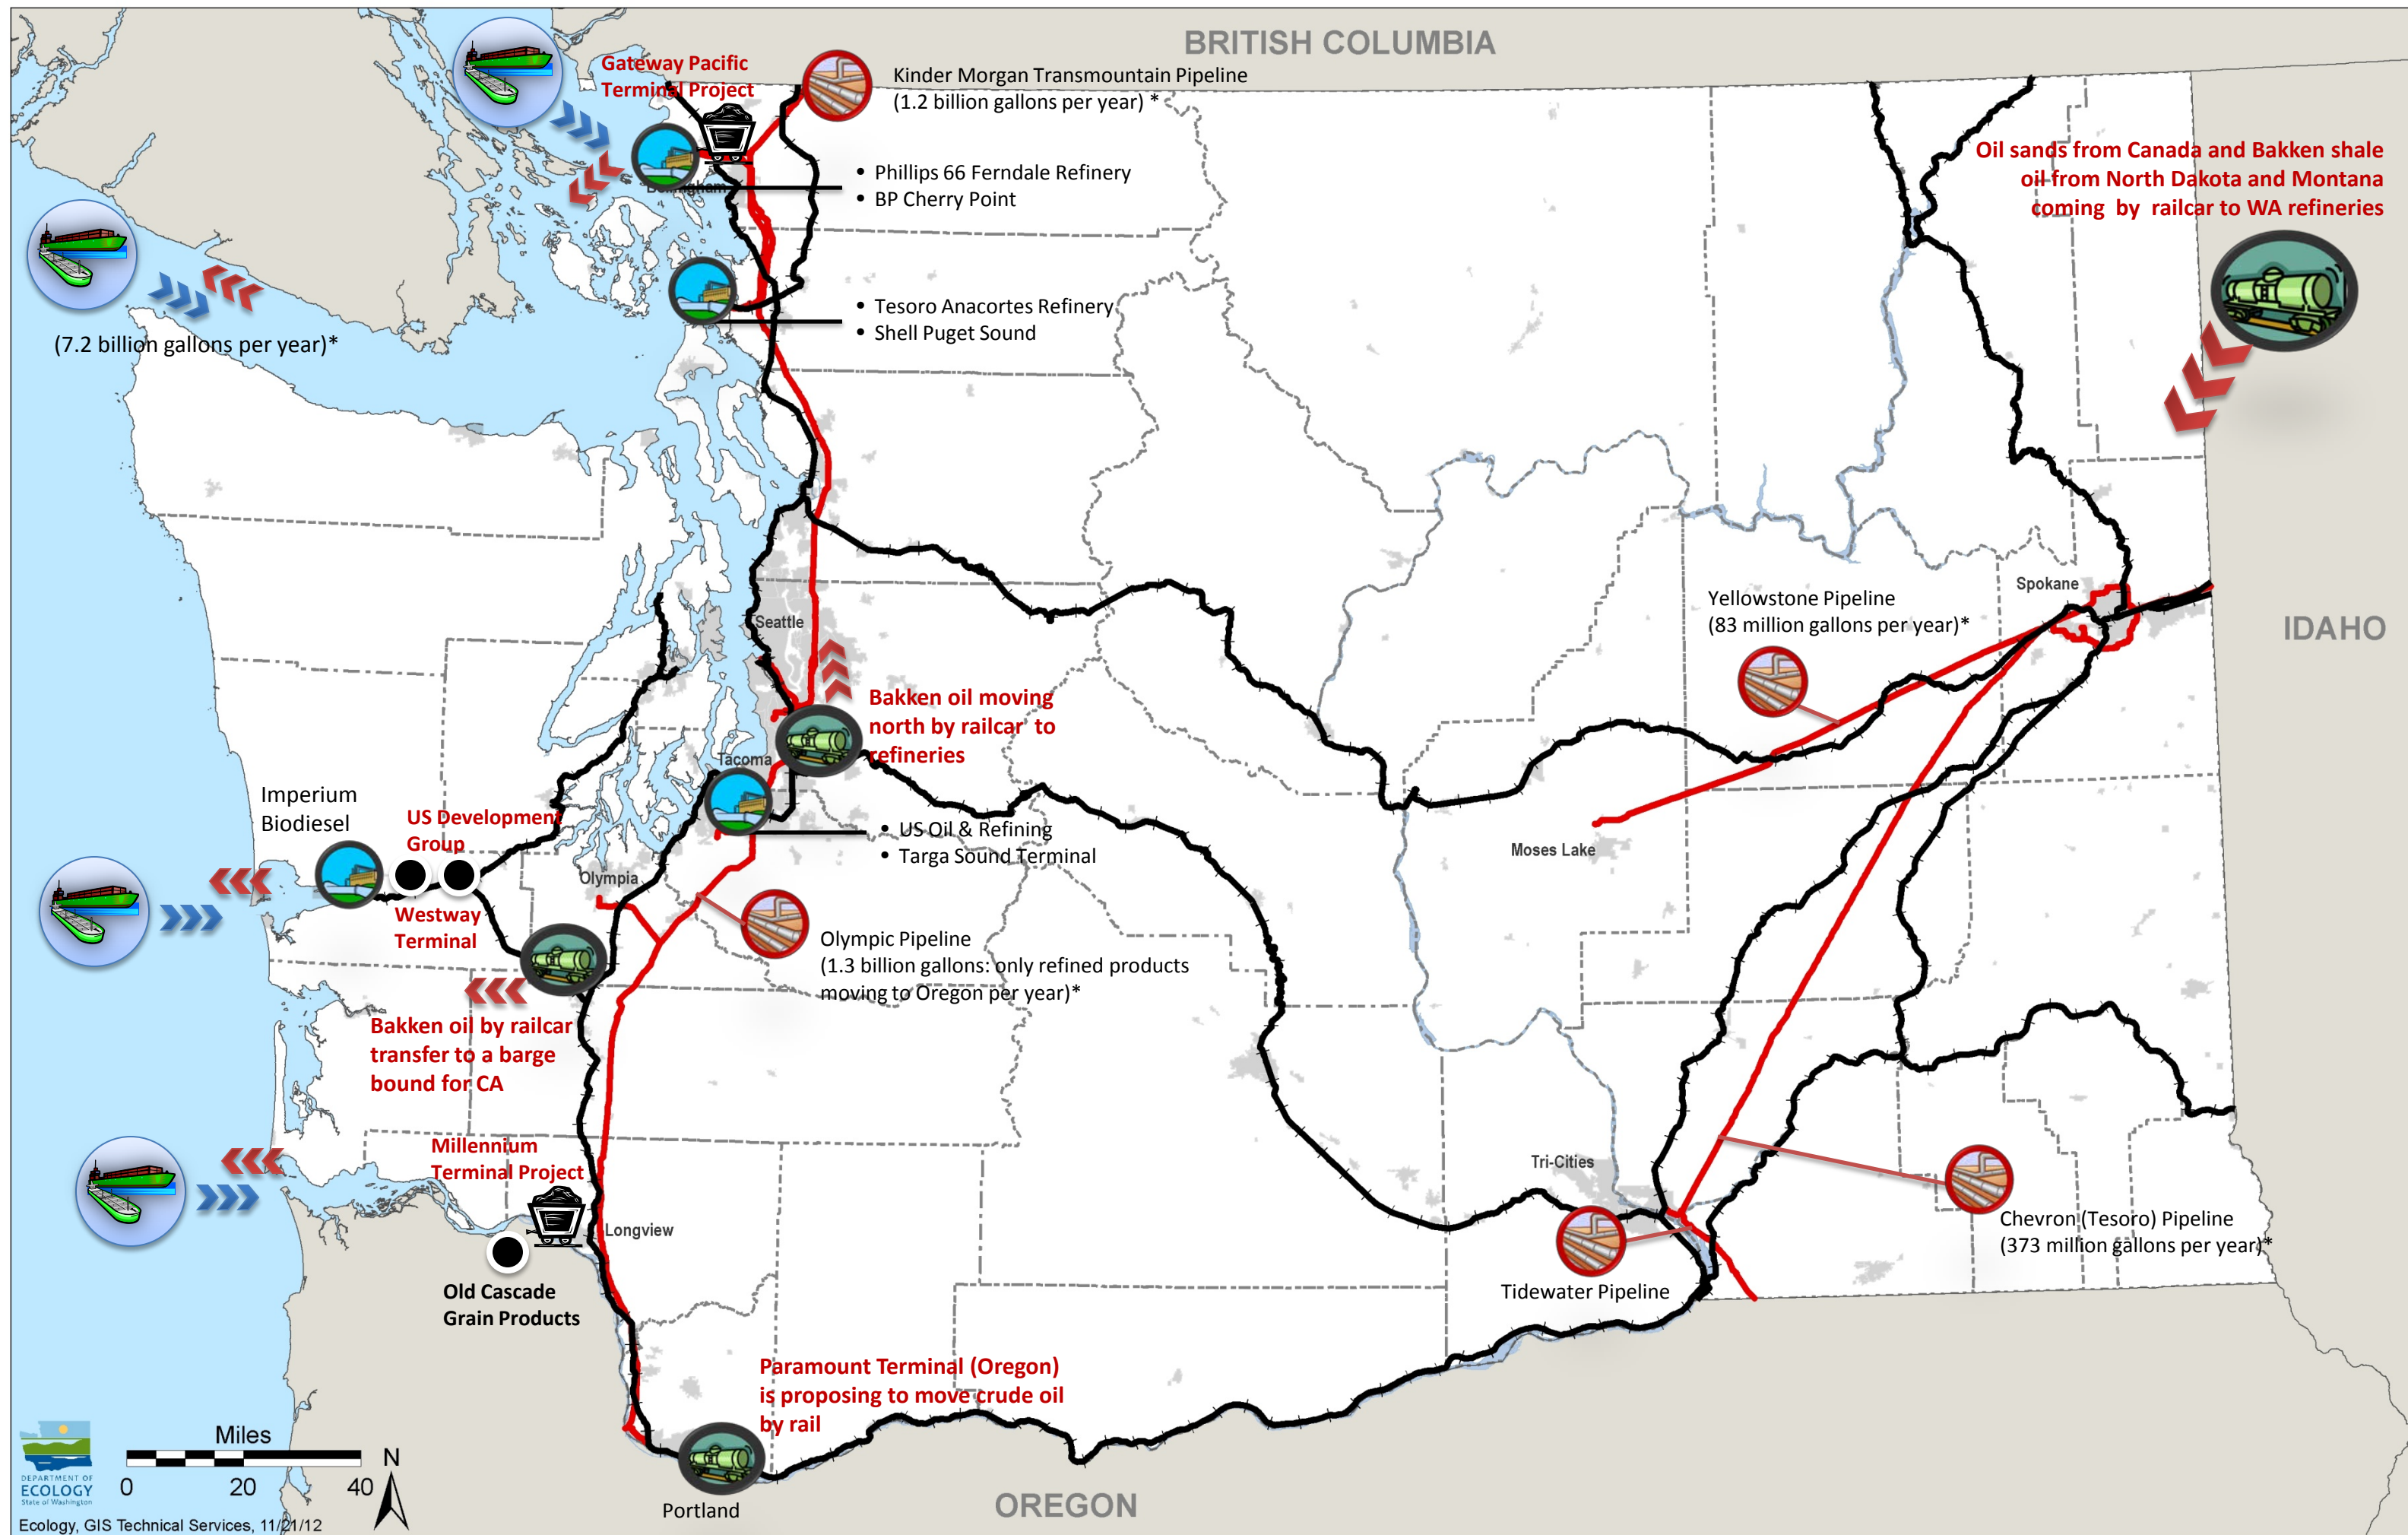 BRITISH COLUMBIA
Gateway Pacific
Terminal Project
Kinder Morgan Transmountain Pipeline
(1.2 billion gallons per year) *
Oil sands from Canada and Bakken shale
oil from North Dakota and Montana
coming by railcar to WA refineries
• Phillips 66 Ferndale Refinery
• BP Cherry Point
Bellingham
• Tesoro Anacortes Refinery
• Shell Puget Sound
(7.2 billion gallons per year)*
Spokane
Yellowstone Pipeline
(83 million gallons per year)*
IDAHO
Seattle
Bakken oil moving
north by railcar to
refineries
Tacoma
Imperium
Biodiesel
US Development
Group
• US Oil & Refining
• Targa Sound Terminal
Moses Lake
Olympia
Westway
Terminal
Olympic Pipeline
(1.3 billion gallons: only refined products
moving to Oregon per year)*
Bakken oil by railcar
transfer to a barge
bound for CA
Millennium
Terminal Project
Tri-Cities
Longview
Chevron (Tesoro) Pipeline
(373 million gallons per year)*
Tidewater Pipeline
Old Cascade
Grain Products
Paramount Terminal (Oregon)
is proposing to move crude oil
by rail
Portland
OREGON
Miles
0 20 40
N
DEPARTMENT OF
ECOLOGY
State of Washington
Ecology, GIS Technical Services, 11/21/12